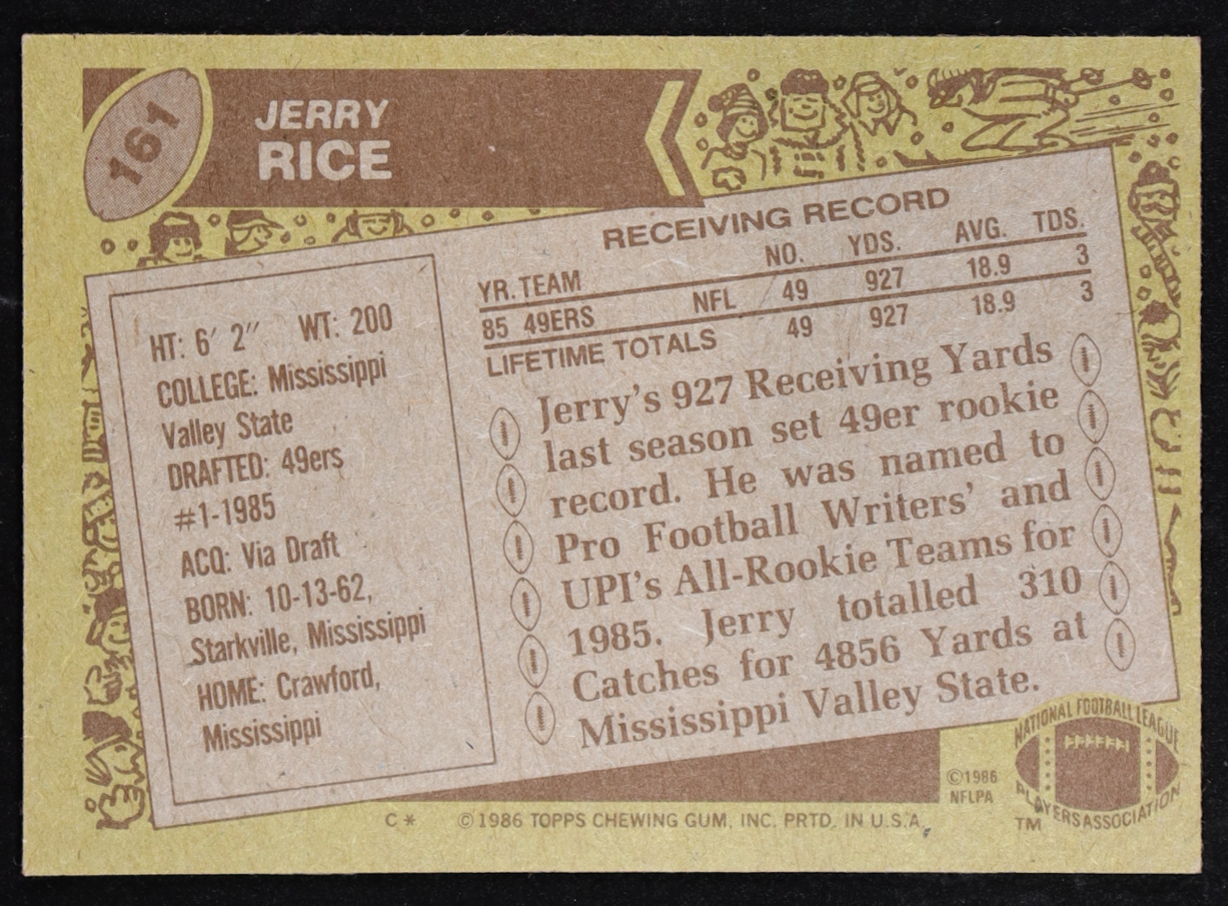 161
JERRY
RICE
RECEIVING RECORD
YR. TEAM NO. YDS. AVG. TDS.
85 49ERS NFL 49 927 18.9 3
LIFETIME TOTALS 49 927 18.9 3
HT: 6′ 2″ WT: 200
COLLEGE: Mississippi
Valley State
DRAFTED: 49ers
#1-1985
ACQ: Via Draft
BORN: 10-13-62,
Starkville, Mississippi
HOME: Crawford,
Mississippi
Jerry's 927 Receiving Yards
last season set 49er rookie
record. He was named to
Pro Football Writers' and
UPI's All-Rookie Teams for
1985. Jerry totalled 310
Catches for 4856 Yards at
Mississippi Valley State.
NATIONAL FOOTBALL LEAGUE
PLAYERS ASSOCIATION
TM
©1986
NFLPA
C* ©1986 TOPPS CHEWING GUM, INC. PRTD. IN U.S.A.